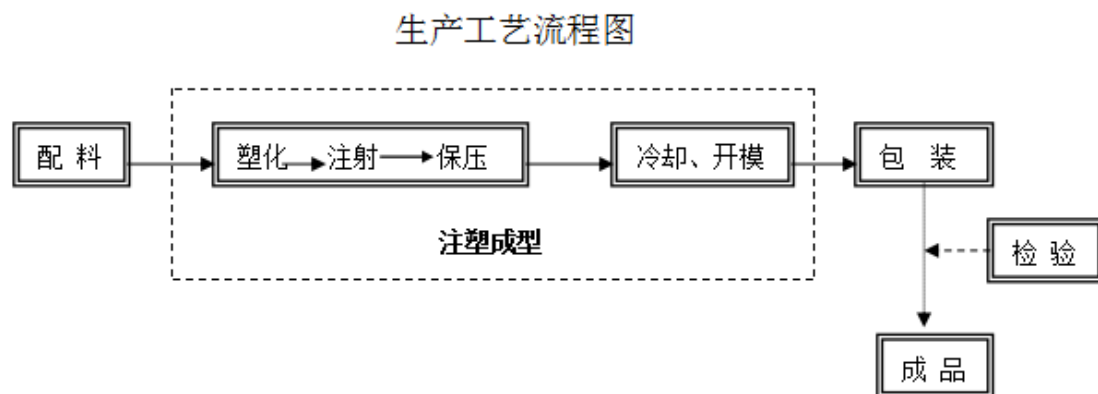 生产工艺流程图
配 料
塑化 注射 保压
冷却、开模
包 装
注塑成型
检 验
成 品